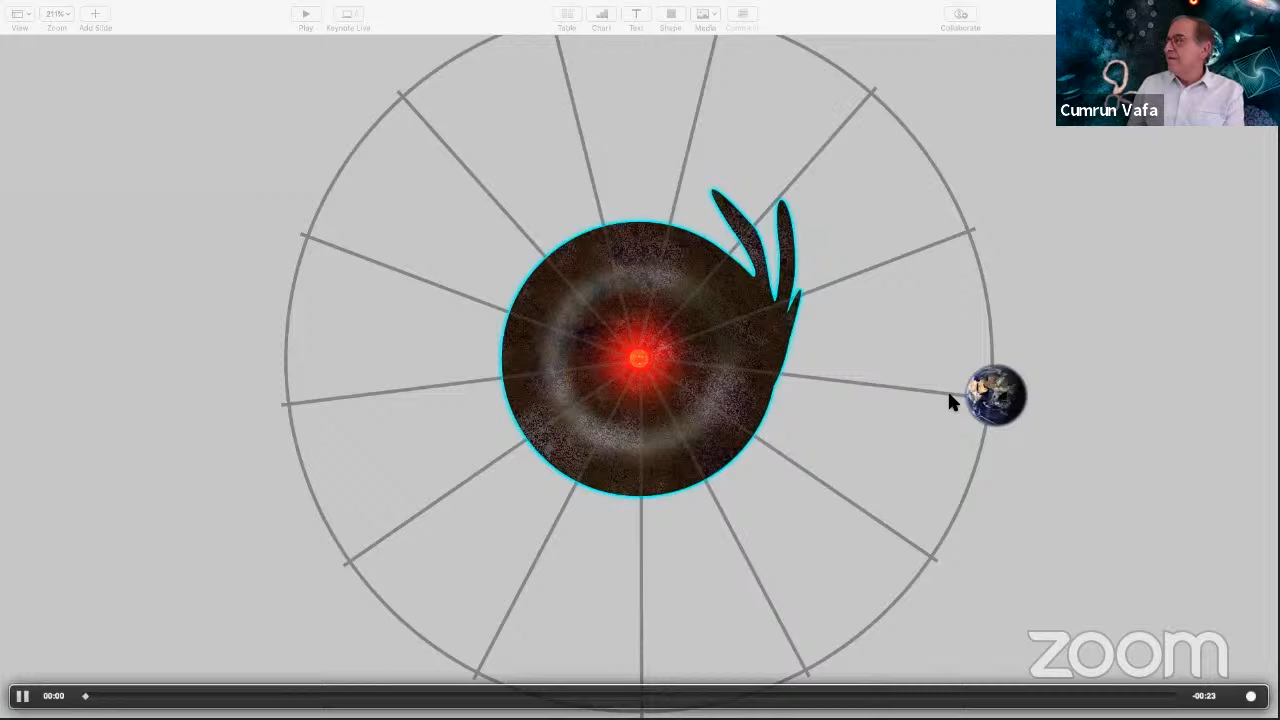 211%
View
Zoom
Add Slide
Play
Keynote Live
Table
Chart
Text
Shape
Media
Comment
Collaborate
Cumrun Vafa
zoom
00:00
-00:23